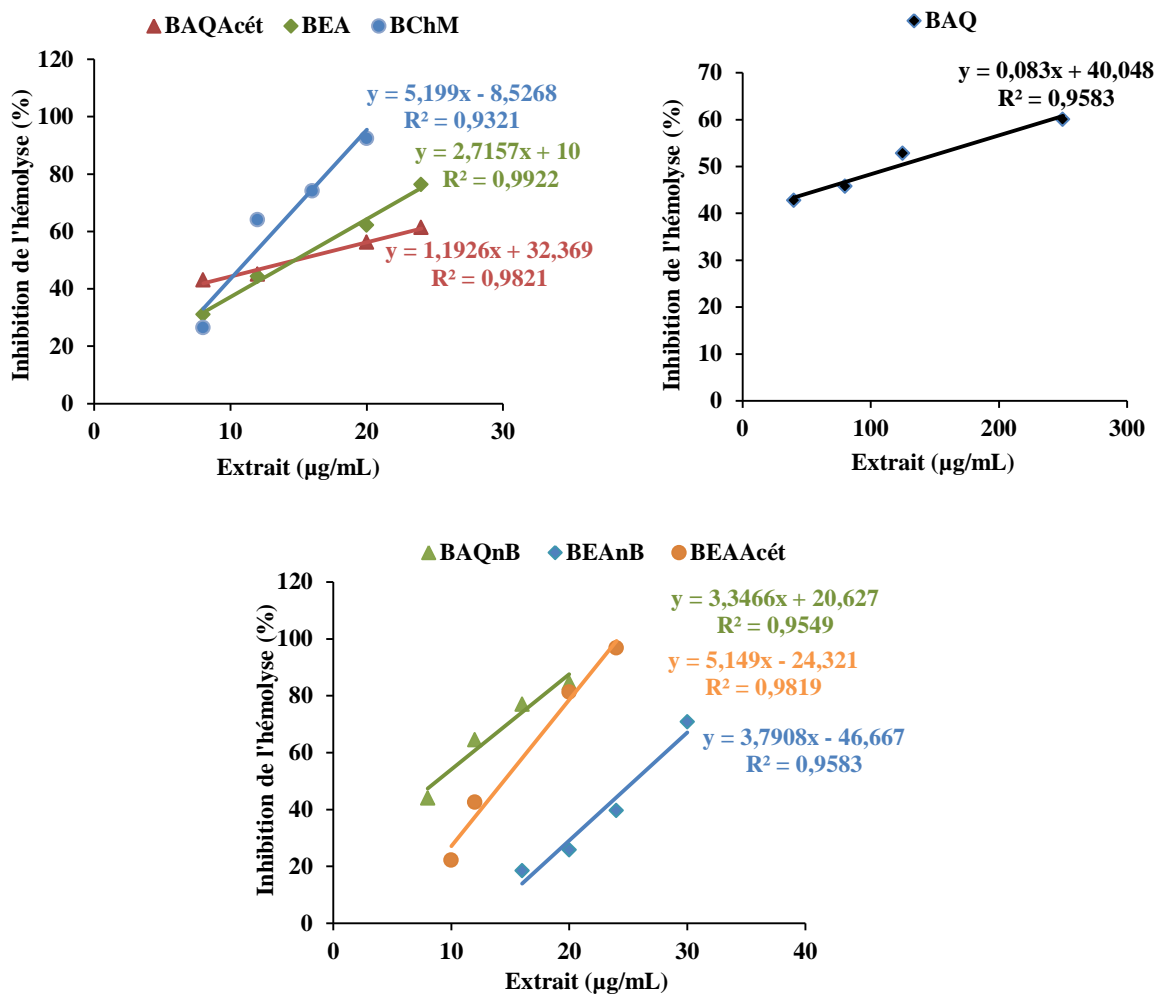 BAQAcét BEA BChM
Inhibition de l'hémolyse (%)
120
100
80
60
40
20
0
y = 5,199x - 8,5268
R² = 0,9321
y = 2,7157x + 10
R² = 0,9922
y = 1,1926x + 32,369
R² = 0,9821
0 10 20 30
Extrait (µg/mL)
BAQ
Inhibition de l'hémolyse (%)
70
60
50
40
30
20
10
0
y = 0,083x + 40,048
R² = 0,9583
0 100 200 300
Extrait (µg/mL)
BAQnB BEAnB BEAAcét
Inhibition de l'hémolyse (%)
120
100
80
60
40
20
0
y = 3,3466x + 20,627
R² = 0,9549
y = 5,149x - 24,321
R² = 0,9819
y = 3,7908x - 46,667
R² = 0,9583
0 10 20 30 40
Extrait (µg/mL)